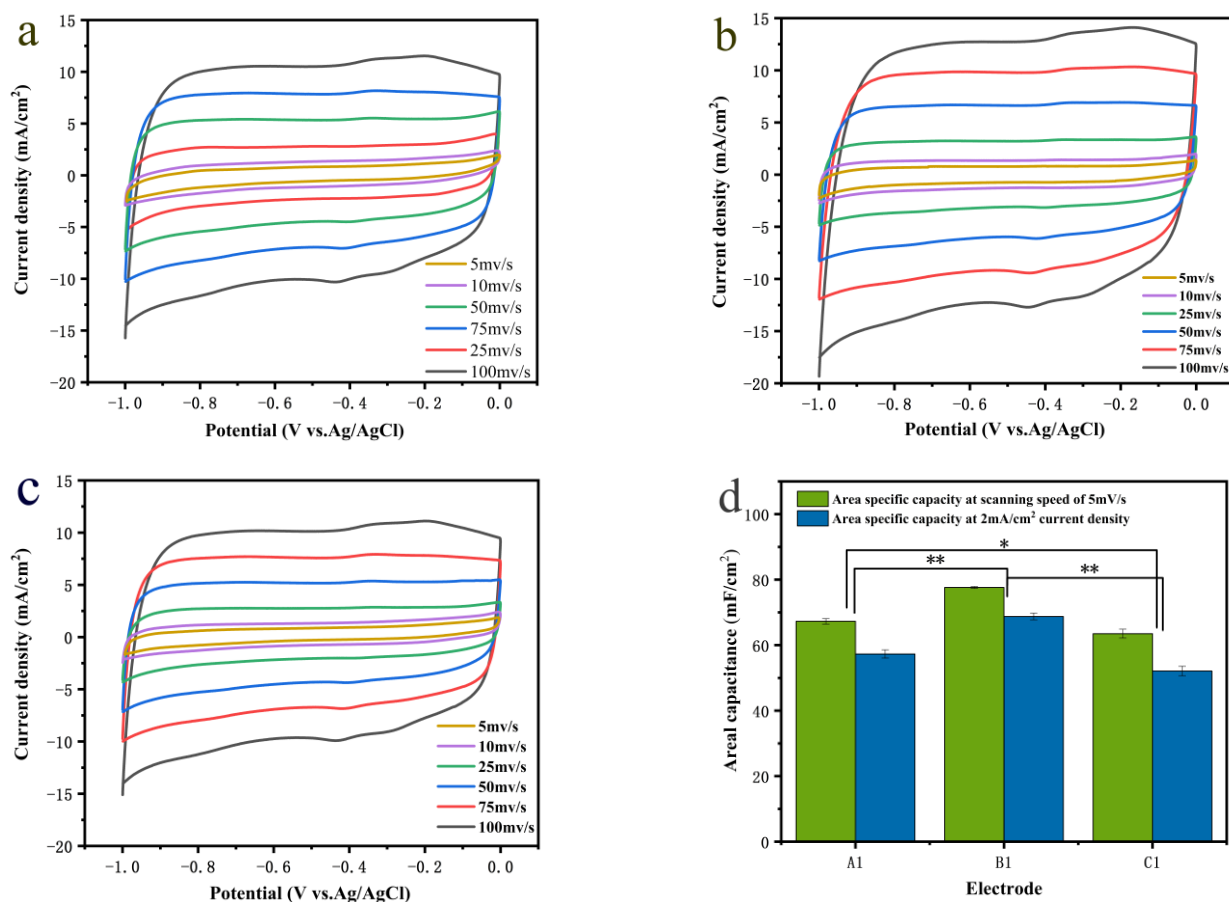 a
15
10
5
0
-5
-10
-15
-20
Current density (mA/cm²)
5mv/s
10mv/s
50mv/s
75mv/s
25mv/s
100mv/s
-1.0 -0.8 -0.6 -0.4 -0.2 0.0
Potential (V vs.Ag/AgCl)
b
15
10
5
0
-5
-10
-15
-20
Current density (mA/cm²)
5mv/s
10mv/s
25mv/s
50mv/s
75mv/s
100mv/s
-1.0 -0.8 -0.6 -0.4 -0.2 0.0
Potential (V vs.Ag/AgCl)
c
15
10
5
0
-5
-10
-15
-20
Current density (mA/cm²)
5mv/s
10mv/s
25mv/s
50mv/s
75mv/s
100mv/s
-1.0 -0.8 -0.6 -0.4 -0.2 0.0
Potential (V vs.Ag/AgCl)
d
Area specific capacity at scanning speed of 5mV/s
Area specific capacity at 2mA/cm² current density
100
80
60
40
20
0
Areal capacitance (mF/cm²)
*
** **
A1 B1 C1
Electrode